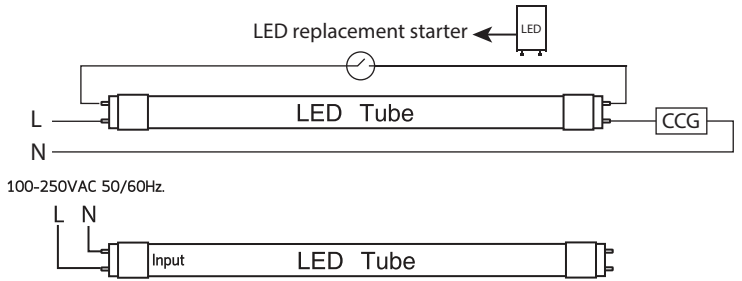 LED replacement starter
LED
LED Tube
L
CCG
N
100-250VAC 50/60Hz.
L N
Input
LED Tube